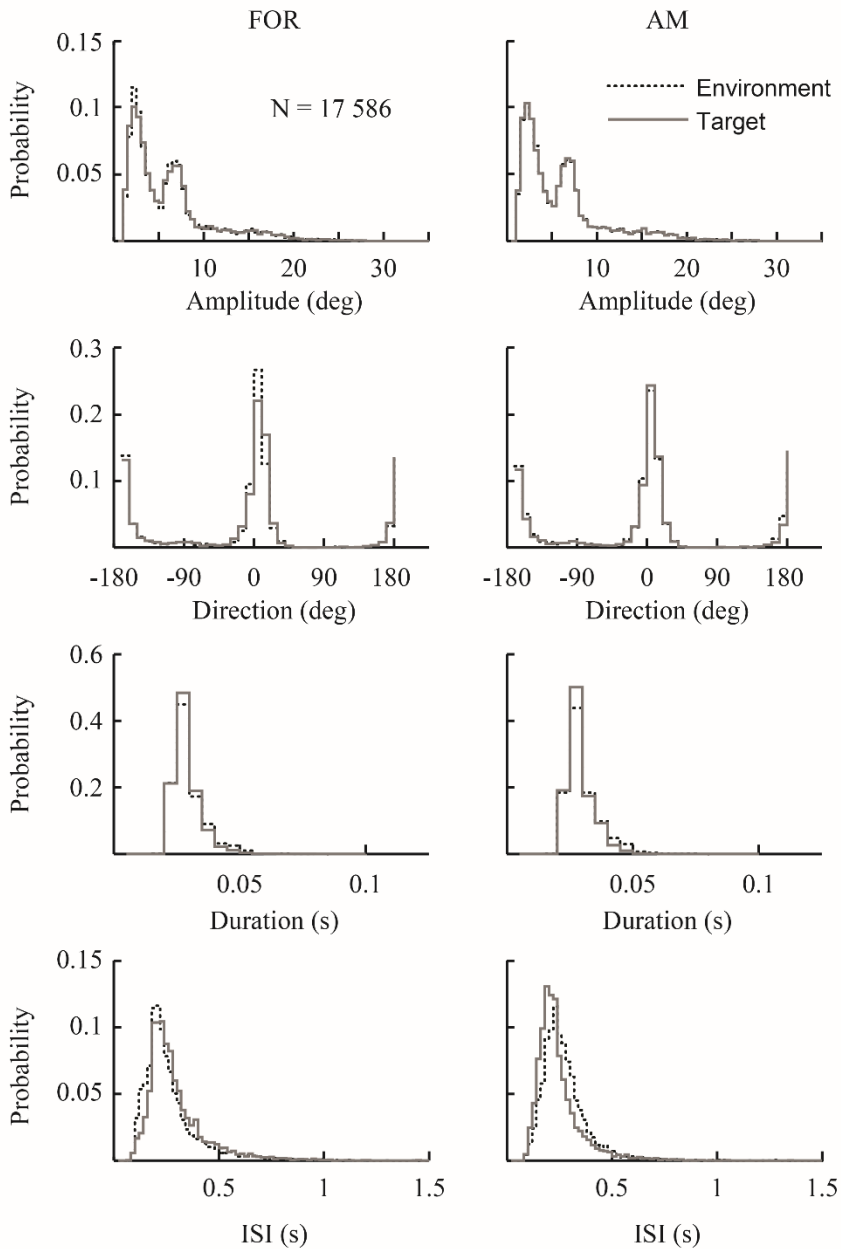 FOR
AM
0.15
0.1
0.05
Probability
N = 17 586
Environment
Target
10 20 30
10 20 30
Amplitude (deg)
Amplitude (deg)
0.3
0.2
0.1
Probability
-180 -90 0 90 180
-180 -90 0 90 180
Direction (deg)
Direction (deg)
0.6
0.4
0.2
Probability
0.05 0.1
0.05 0.1
Duration (s)
Duration (s)
0.15
0.1
0.05
Probability
0.5 1 1.5
0.5 1 1.5
ISI (s)
ISI (s)